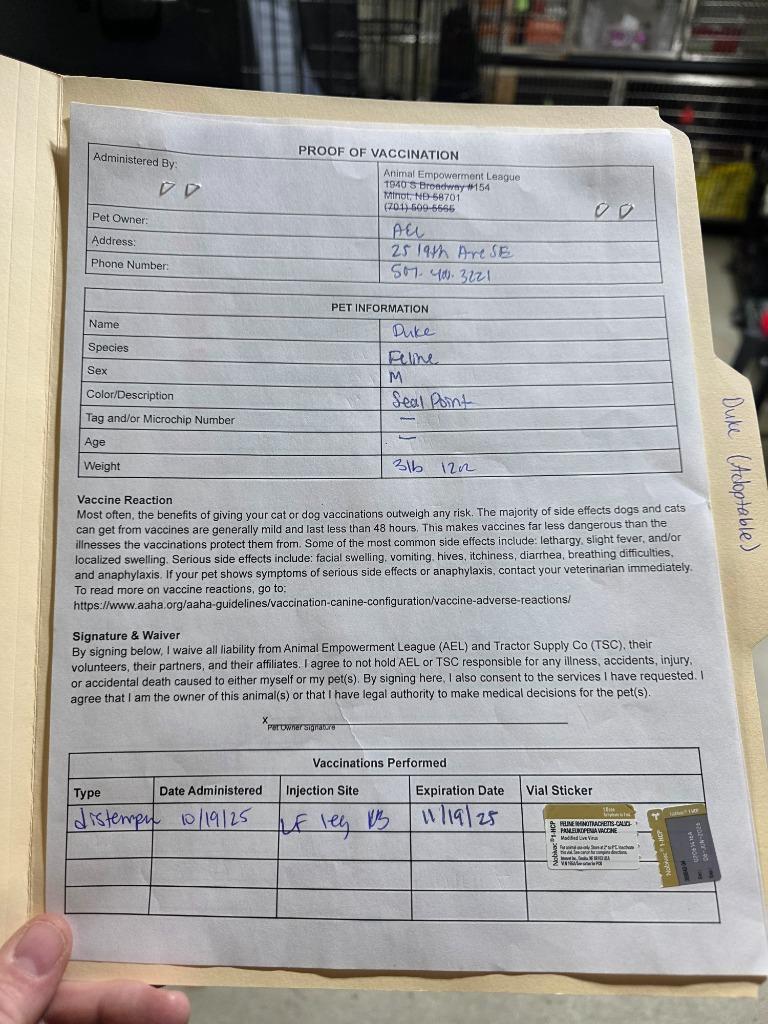 PROOF OF VACCINATION
Administered By:
Animal Empowerment League
1940 S Broadway #154
Minot, ND 58701
(701) 509-5565
Pet Owner: AEL
Address: 25 19th Ave SE
Phone Number: 507-400-3221
PET INFORMATION
Name Duke
Species Feline
Sex M
Color/Description Seal Point
Tag and/or Microchip Number —
Age —
Weight 3lb 12oz
Vaccine Reaction
Most often, the benefits of giving your cat or dog vaccinations outweigh any risk. The majority of side effects dogs and cats
can get from vaccines are generally mild and last less than 48 hours. This makes vaccines far less dangerous than the
illnesses the vaccinations protect them from. Some of the most common side effects include: lethargy, slight fever, and/or
localized swelling. Serious side effects include: facial swelling, vomiting, hives, itchiness, diarrhea, breathing difficulties,
and anaphylaxis. If your pet shows symptoms of serious side effects or anaphylaxis, contact your veterinarian immediately.
To read more on vaccine reactions, go to:
https://www.aaha.org/aaha-guidelines/vaccination-canine-configuration/vaccine-adverse-reactions/
Signature & Waiver
By signing below, I waive all liability from Animal Empowerment League (AEL) and Tractor Supply Co (TSC), their
volunteers, their partners, and their affiliates. I agree to not hold AEL or TSC responsible for any illness, accidents, injury,
or accidental death caused to either myself or my pet(s). By signing here, I also consent to the services I have requested. I
agree that I am the owner of this animal(s) or that I have legal authority to make medical decisions for the pet(s).
X
Pet Owner Signature
Vaccinations Performed
Type Date Administered Injection Site Expiration Date Vial Sticker
distemper 10/19/25 LF leg 11/19/25
Nobivac® 1-HCP
FELINE RHINOTRACHEITIS-CALICI-
PANLEUKOPENIA VACCINE
Modified Live Virus
Nobivac® 1-HCP
Duke (Adoptable)